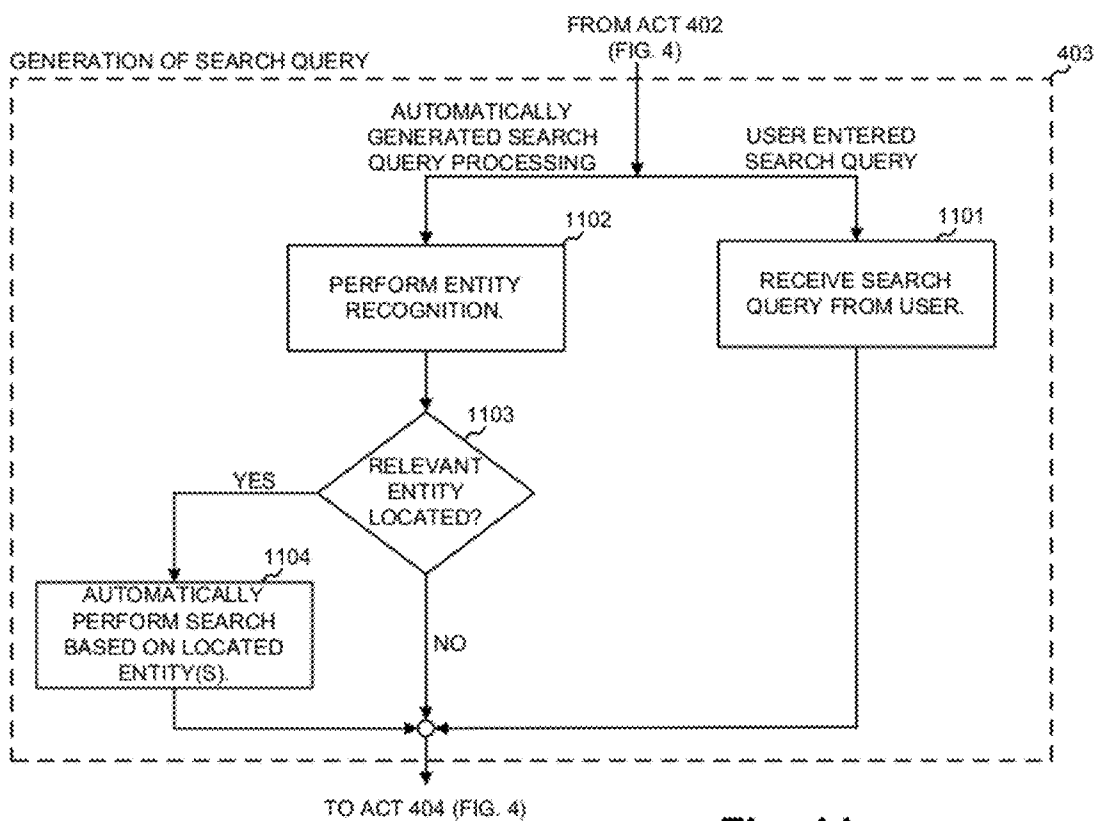 FROM ACT 402
(FIG. 4)
GENERATION OF SEARCH QUERY
403
AUTOMATICALLY
GENERATED SEARCH
QUERY PROCESSING
USER ENTERED
SEARCH QUERY
1102
1101
PERFORM ENTITY
RECOGNITION.
RECEIVE SEARCH
QUERY FROM USER.
1103
RELEVANT
ENTITY
LOCATED?
YES
1104
AUTOMATICALLY
PERFORM SEARCH
BASED ON LOCATED
ENTITY(S).
NO
TO ACT 404 (FIG. 4)